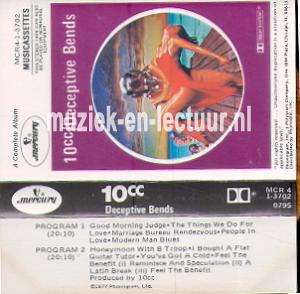 MCR-4-1-3702
MUSICASSETTES
A Complete Album
mercury
10cc Deceptive Bends
muziek-en-lectuur.nl
mercury
10cc
Deceptive Bends
MCR 4
1-3702
0795
PROGRAM 1 Good Morning Judge•The Things We Do For
(20:10) Love•Marriage Bureau Rendezvous•People In
Love•Modern Man Blues
PROGRAM 2 Honeymoon With B Troop•I Bought A Flat
(20:10) Guitar Tutor•You've Got A Cold•Feel The
Benefit (i) Reminisce And Speculation (ii) A
Latin Break (iii) Feel The Benefit
Produced by 10cc
©1977 Phonogram, Ltd.